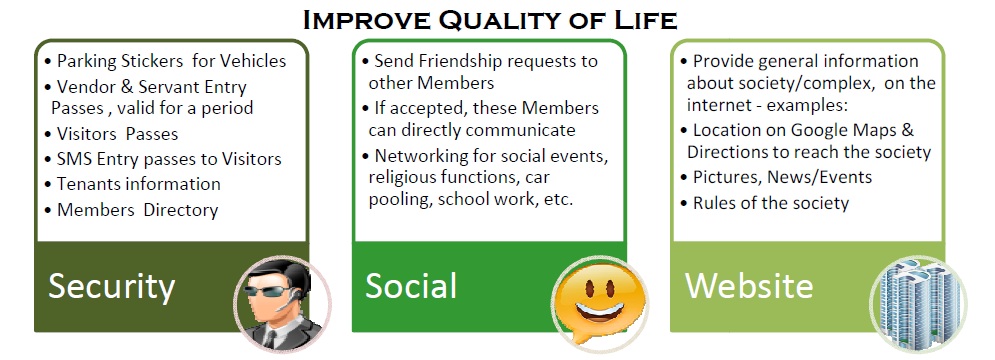 IMPROVE QUALITY OF LIFE
• Parking Stickers for Vehicles
• Vendor & Servant Entry
Passes , valid for a period
• Visitors Passes
• SMS Entry passes to Visitors
• Tenants information
• Members Directory
Security
• Send Friendship requests to
other Members
• If accepted, these Members
can directly communicate
• Networking for social events,
religious functions, car
pooling, school work, etc.
Social
• Provide general information
about society/complex, on the
internet - examples:
• Location on Google Maps &
Directions to reach the society
• Pictures, News/Events
• Rules of the society
Website